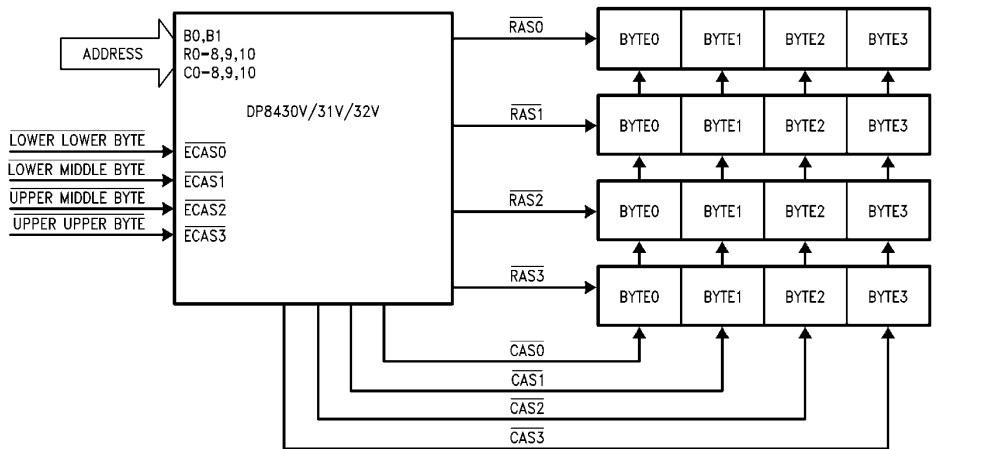 ADDRESS
B0,B1
R0-8,9,10
C0-8,9,10
DP8430V/31V/32V
LOWER LOWER BYTE
LOWER MIDDLE BYTE
UPPER MIDDLE BYTE
UPPER UPPER BYTE
ECAS0
ECAS1
ECAS2
ECAS3
RAS0
BYTE0 BYTE1 BYTE2 BYTE3
RAS1
BYTE0 BYTE1 BYTE2 BYTE3
RAS2
BYTE0 BYTE1 BYTE2 BYTE3
RAS3
BYTE0 BYTE1 BYTE2 BYTE3
CAS0
CAS1
CAS2
CAS3